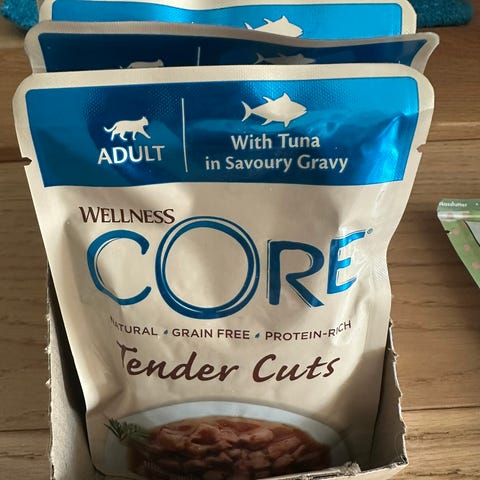 ADULT
With Tuna
in Savoury Gravy
WELLNESS
CORE®
NATURAL • GRAIN FREE • PROTEIN-RICH
Tender Cuts